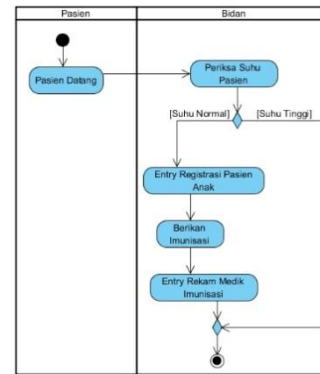 Pasien
Bidan
Pasien Datang
Periksa Suhu
Pasien
[Suhu Normal]
[Suhu Tinggi]
Entry Registrasi Pasien
Anak
Berikan
Imunisasi
Entry Rekam Medik
Imunisasi